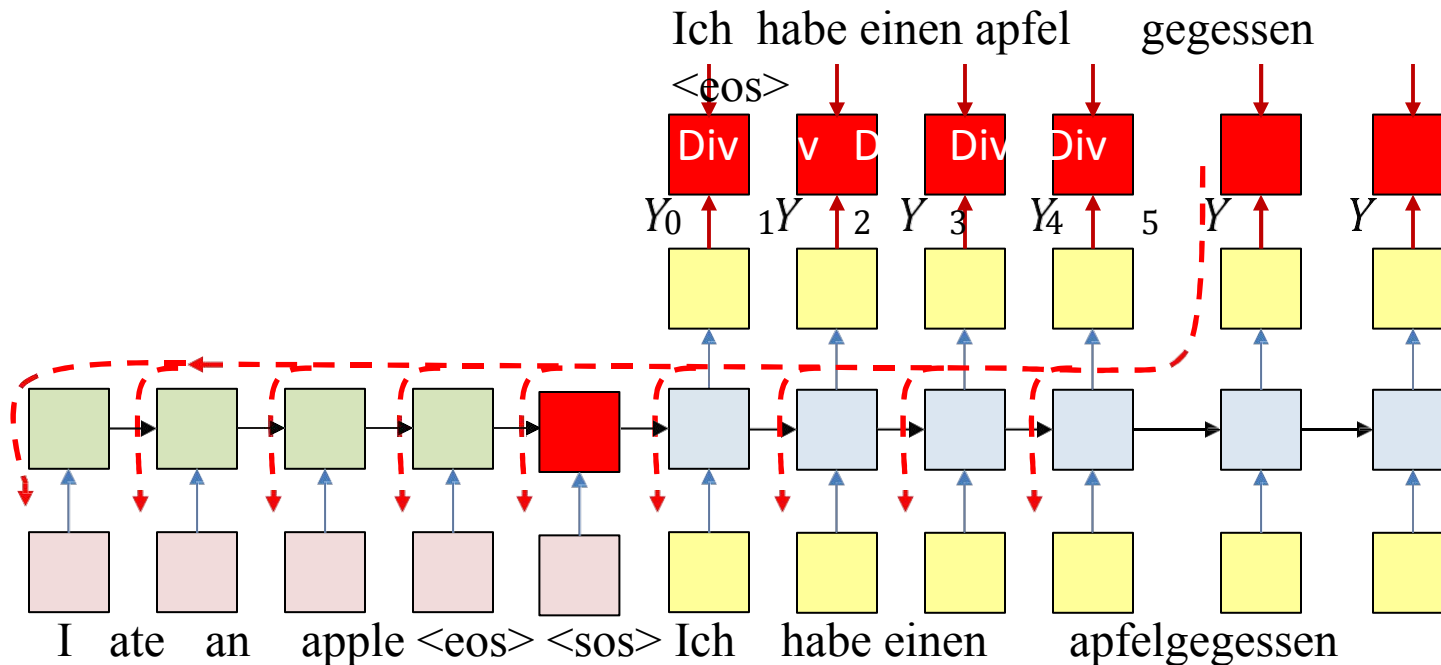 Ich habe einen apfel gegessen
<eos>
Div v D Div Div
Y0 1Y 2 Y 3 Y4 5 Y Y
I ate an apple <eos> <sos> Ich habe einen apfelgegessen